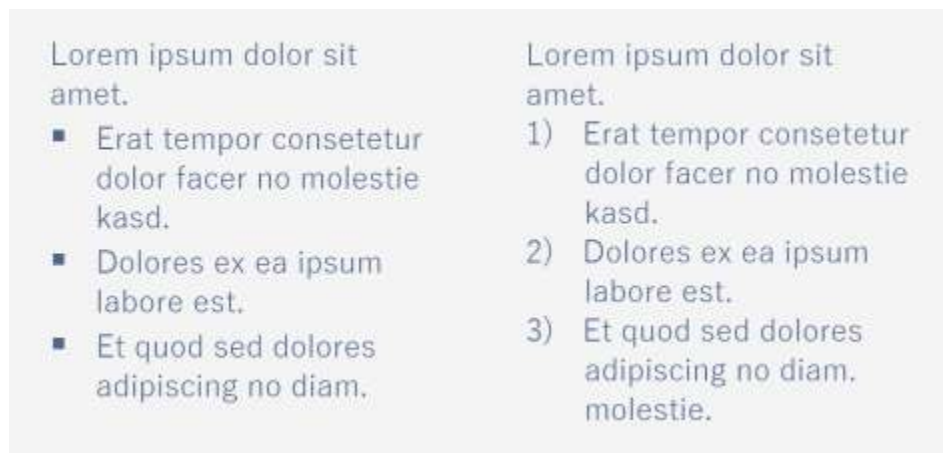 Lorem ipsum dolor sit
amet.
▪ Erat tempor consetetur
dolor facer no molestie
kasd.
▪ Dolores ex ea ipsum
labore est.
▪ Et quod sed dolores
adipiscing no diam.
Lorem ipsum dolor sit
amet.
1) Erat tempor consetetur
dolor facer no molestie
kasd.
2) Dolores ex ea ipsum
labore est.
3) Et quod sed dolores
adipiscing no diam.
molestie.